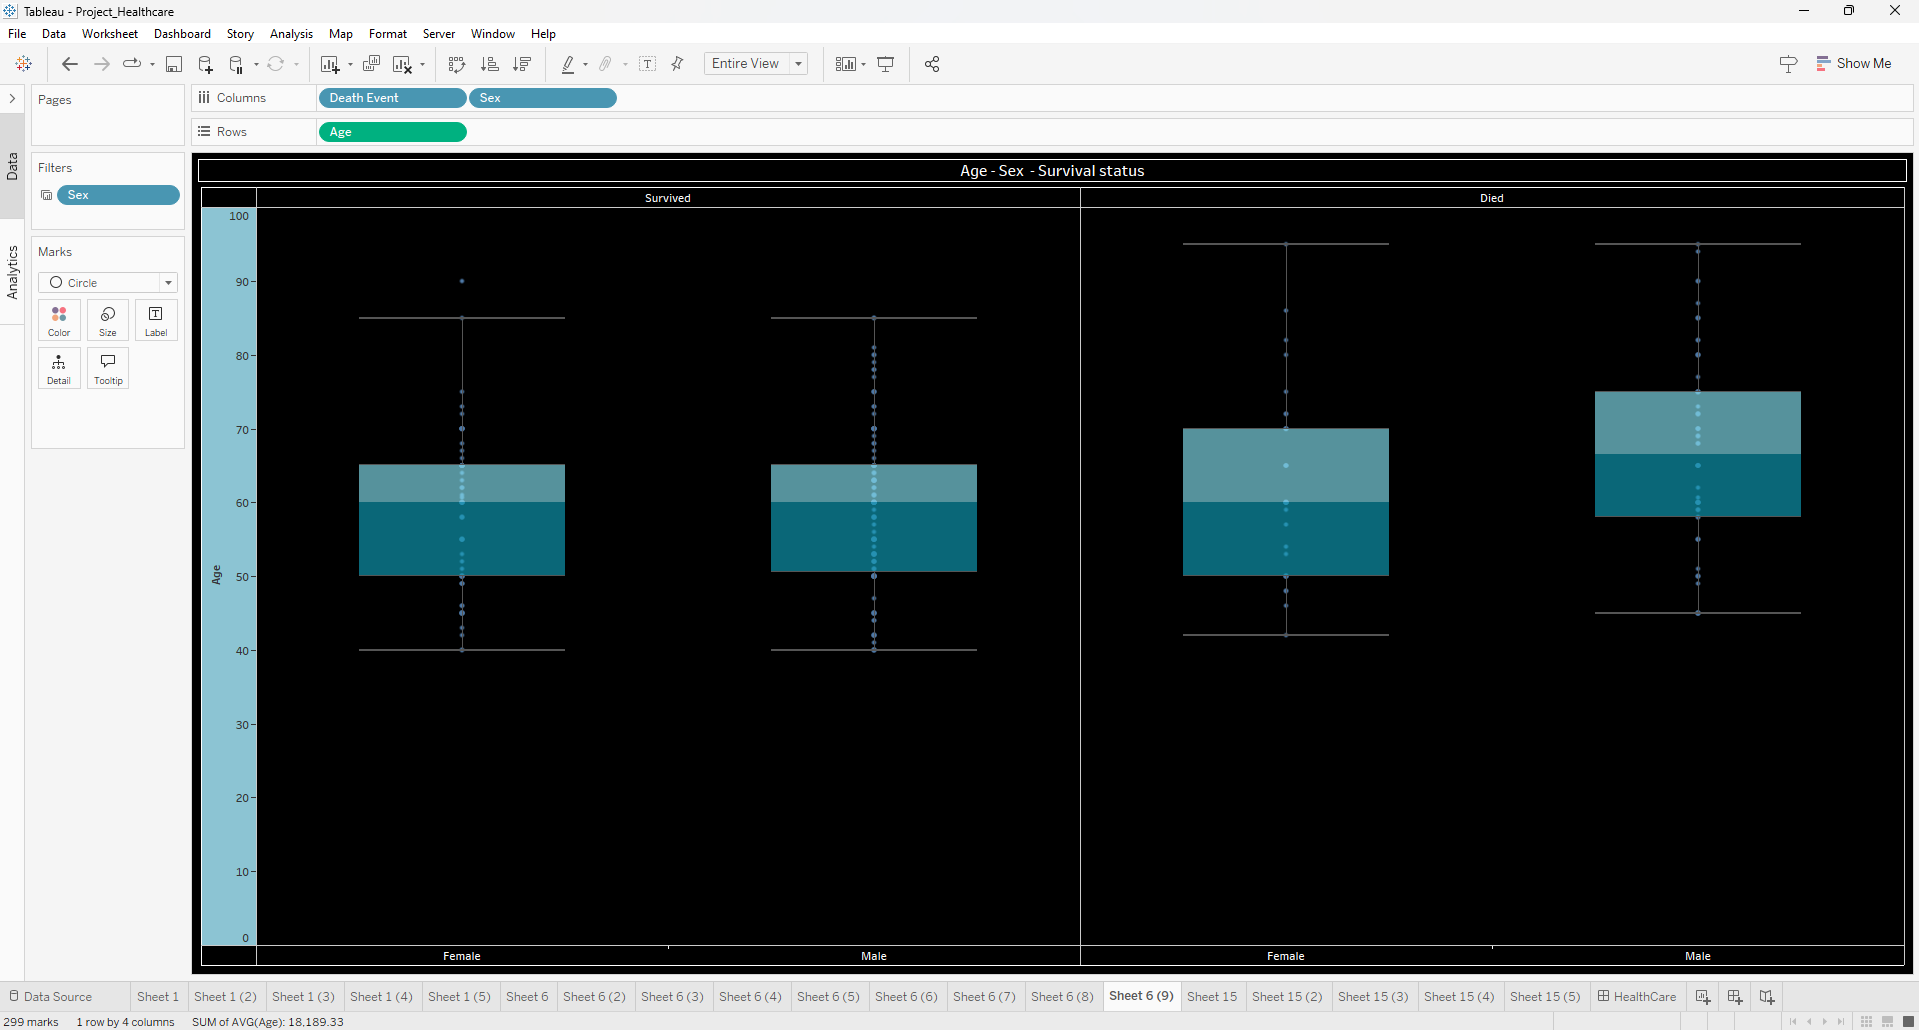 Tableau - Project_Healthcare
File Data Worksheet Dashboard Story Analysis Map Format Server Window Help
Entire View
Show Me
Pages
Columns Death Event Sex
Rows Age
Data
Analytics
Filters
Sex
Marks
Circle
Color Size Label
Detail Tooltip
Age - Sex - Survival status
Survived Died
100
90
80
70
60
50
40
30
20
10
0
Age
Female Male Female Male
Data Source Sheet 1 Sheet 1 (2) Sheet 1 (3) Sheet 1 (4) Sheet 1 (5) Sheet 6 Sheet 6 (2) Sheet 6 (3) Sheet 6 (4) Sheet 6 (5) Sheet 6 (6) Sheet 6 (7) Sheet 6 (8) Sheet 6 (9) Sheet 15 Sheet 15 (2) Sheet 15 (3) Sheet 15 (4) Sheet 15 (5) HealthCare
299 marks 1 row by 4 columns SUM of AVG(Age): 18,189.33